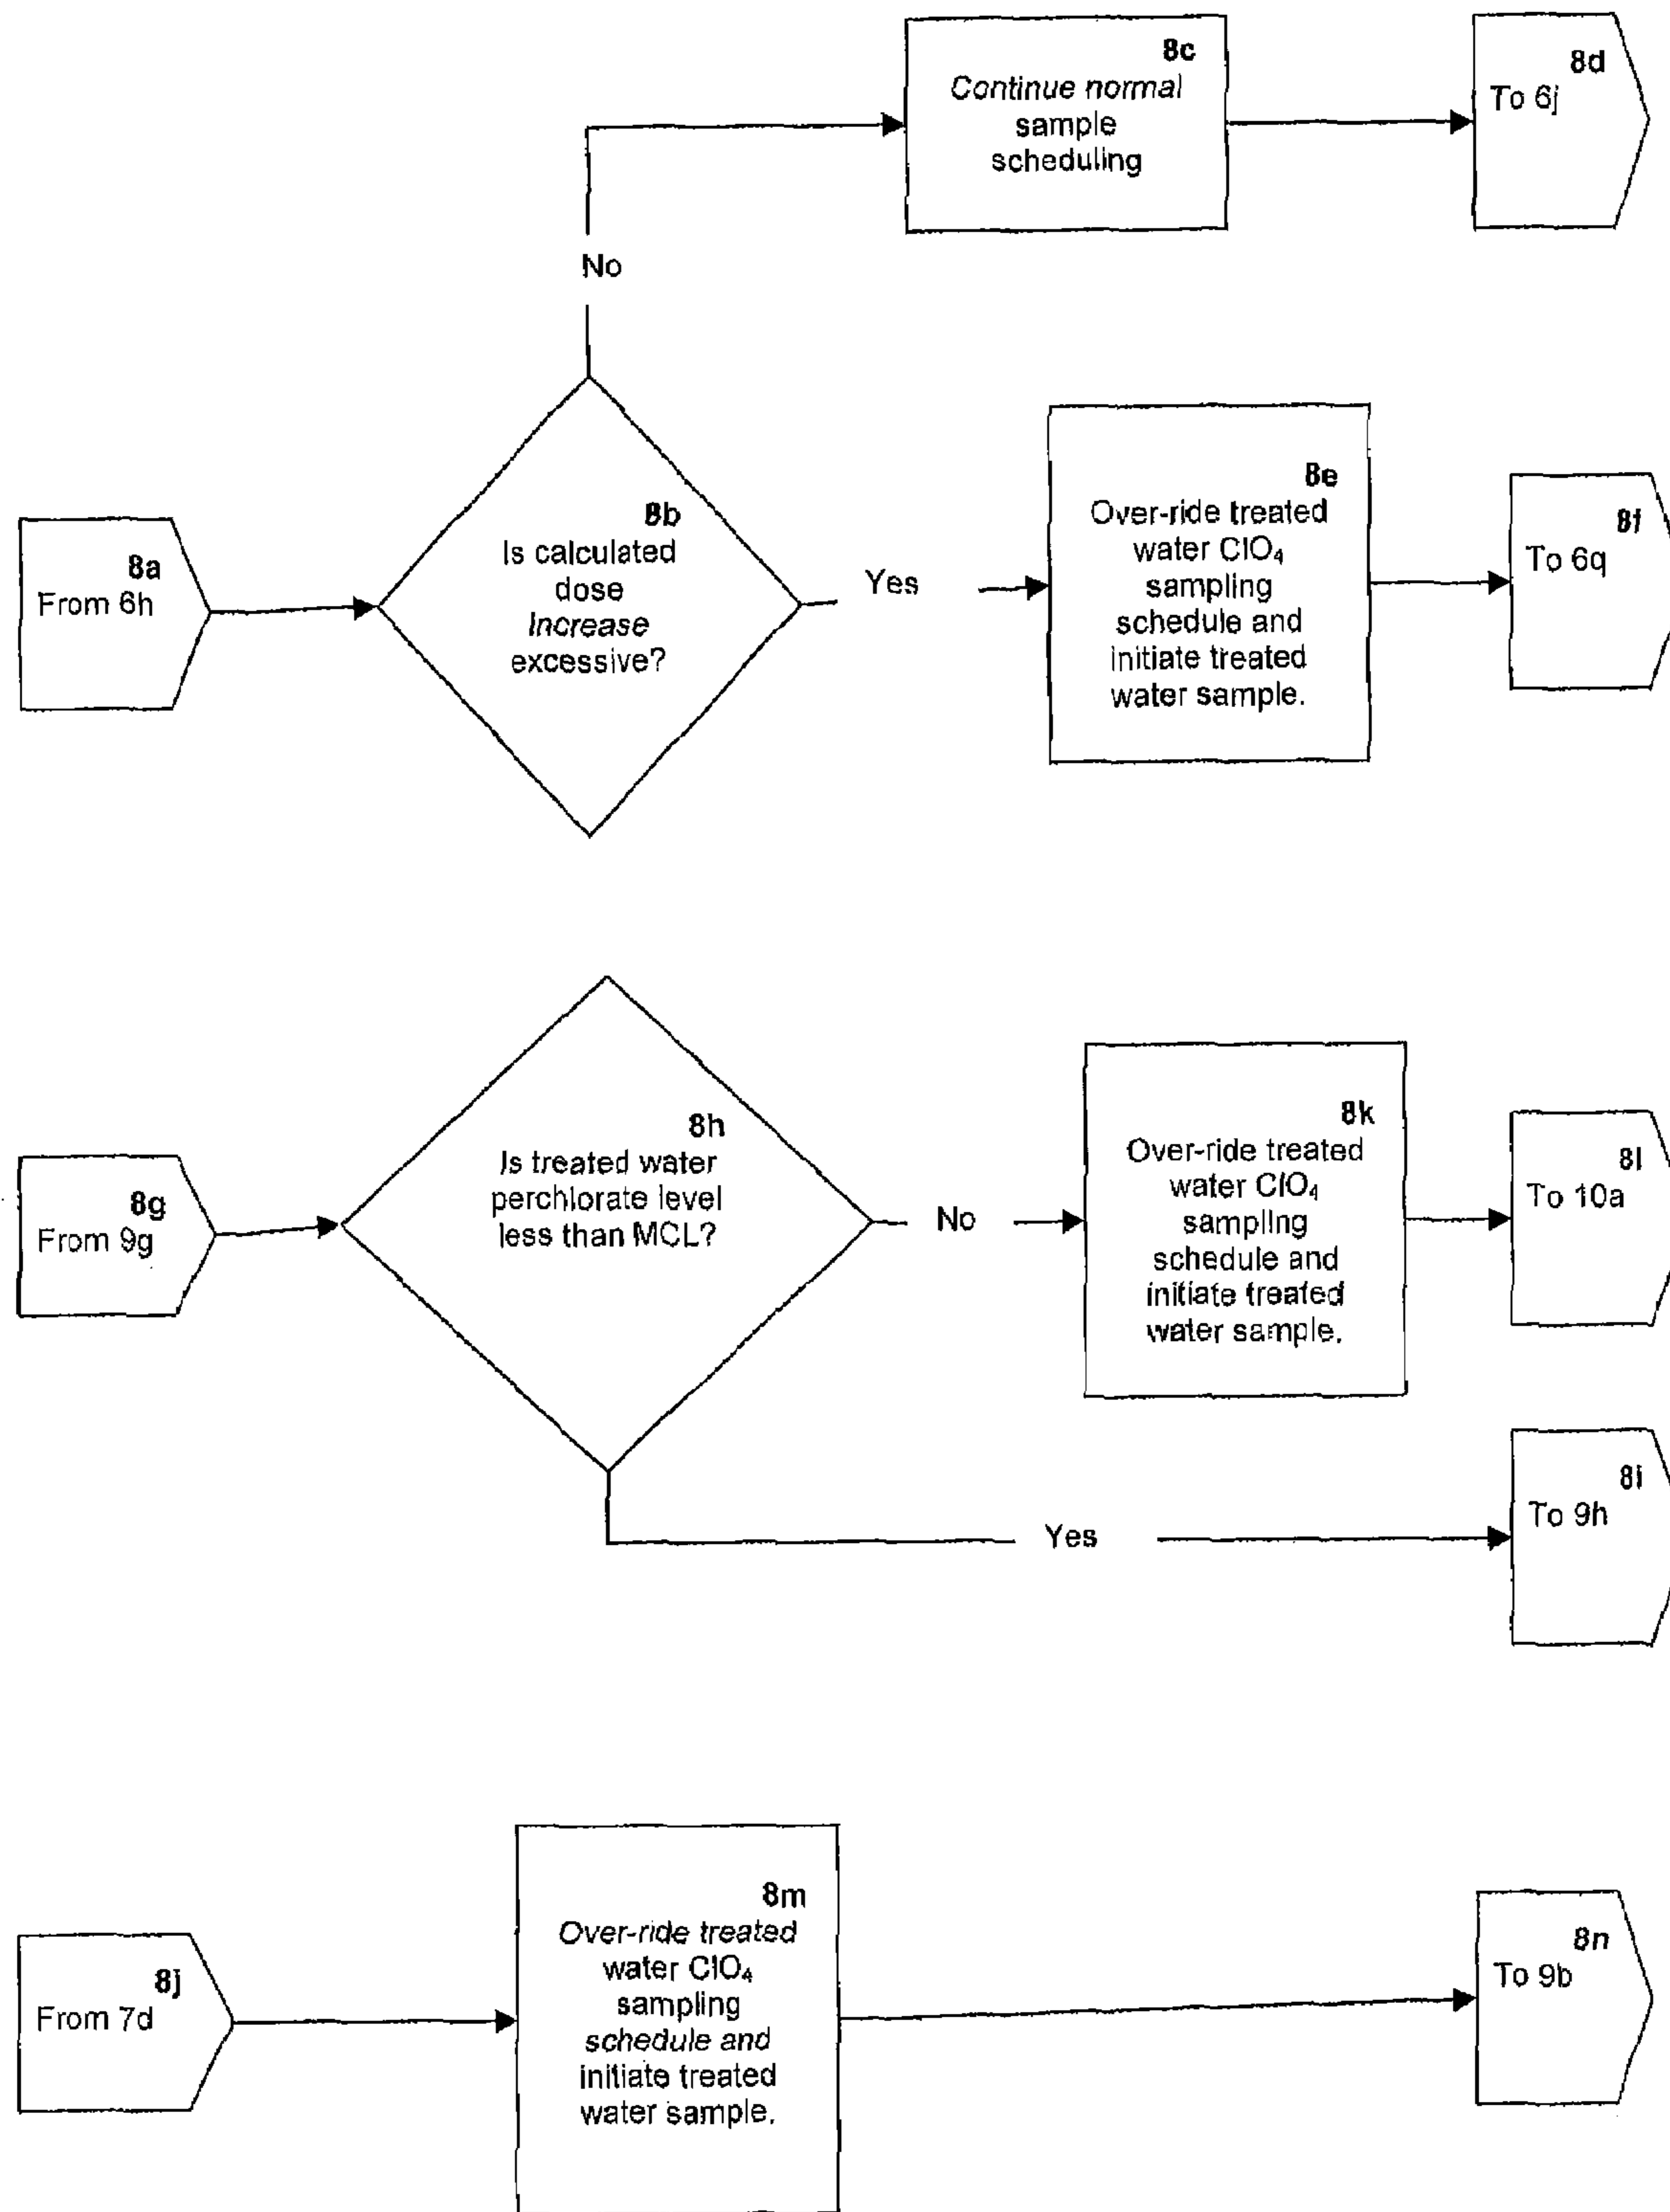 8c
Continue normal
sample
scheduling
8d
To 6j
No
8b
Is calculated
dose
Increase
excessive?
8a
From 6h
Yes
8e
Over-ride treated
water ClO₄
sampling
schedule and
initiate treated
water sample.
8f
To 6q
8g
From 9g
8h
Is treated water
perchlorate level
less than MCL?
No
8k
Over-ride treated
water ClO₄
sampling
schedule and
initiate treated
water sample.
8l
To 10a
Yes
8i
To 9h
8j
From 7d
8m
Over-ride treated
water ClO₄
sampling
schedule and
initiate treated
water sample.
8n
To 9b